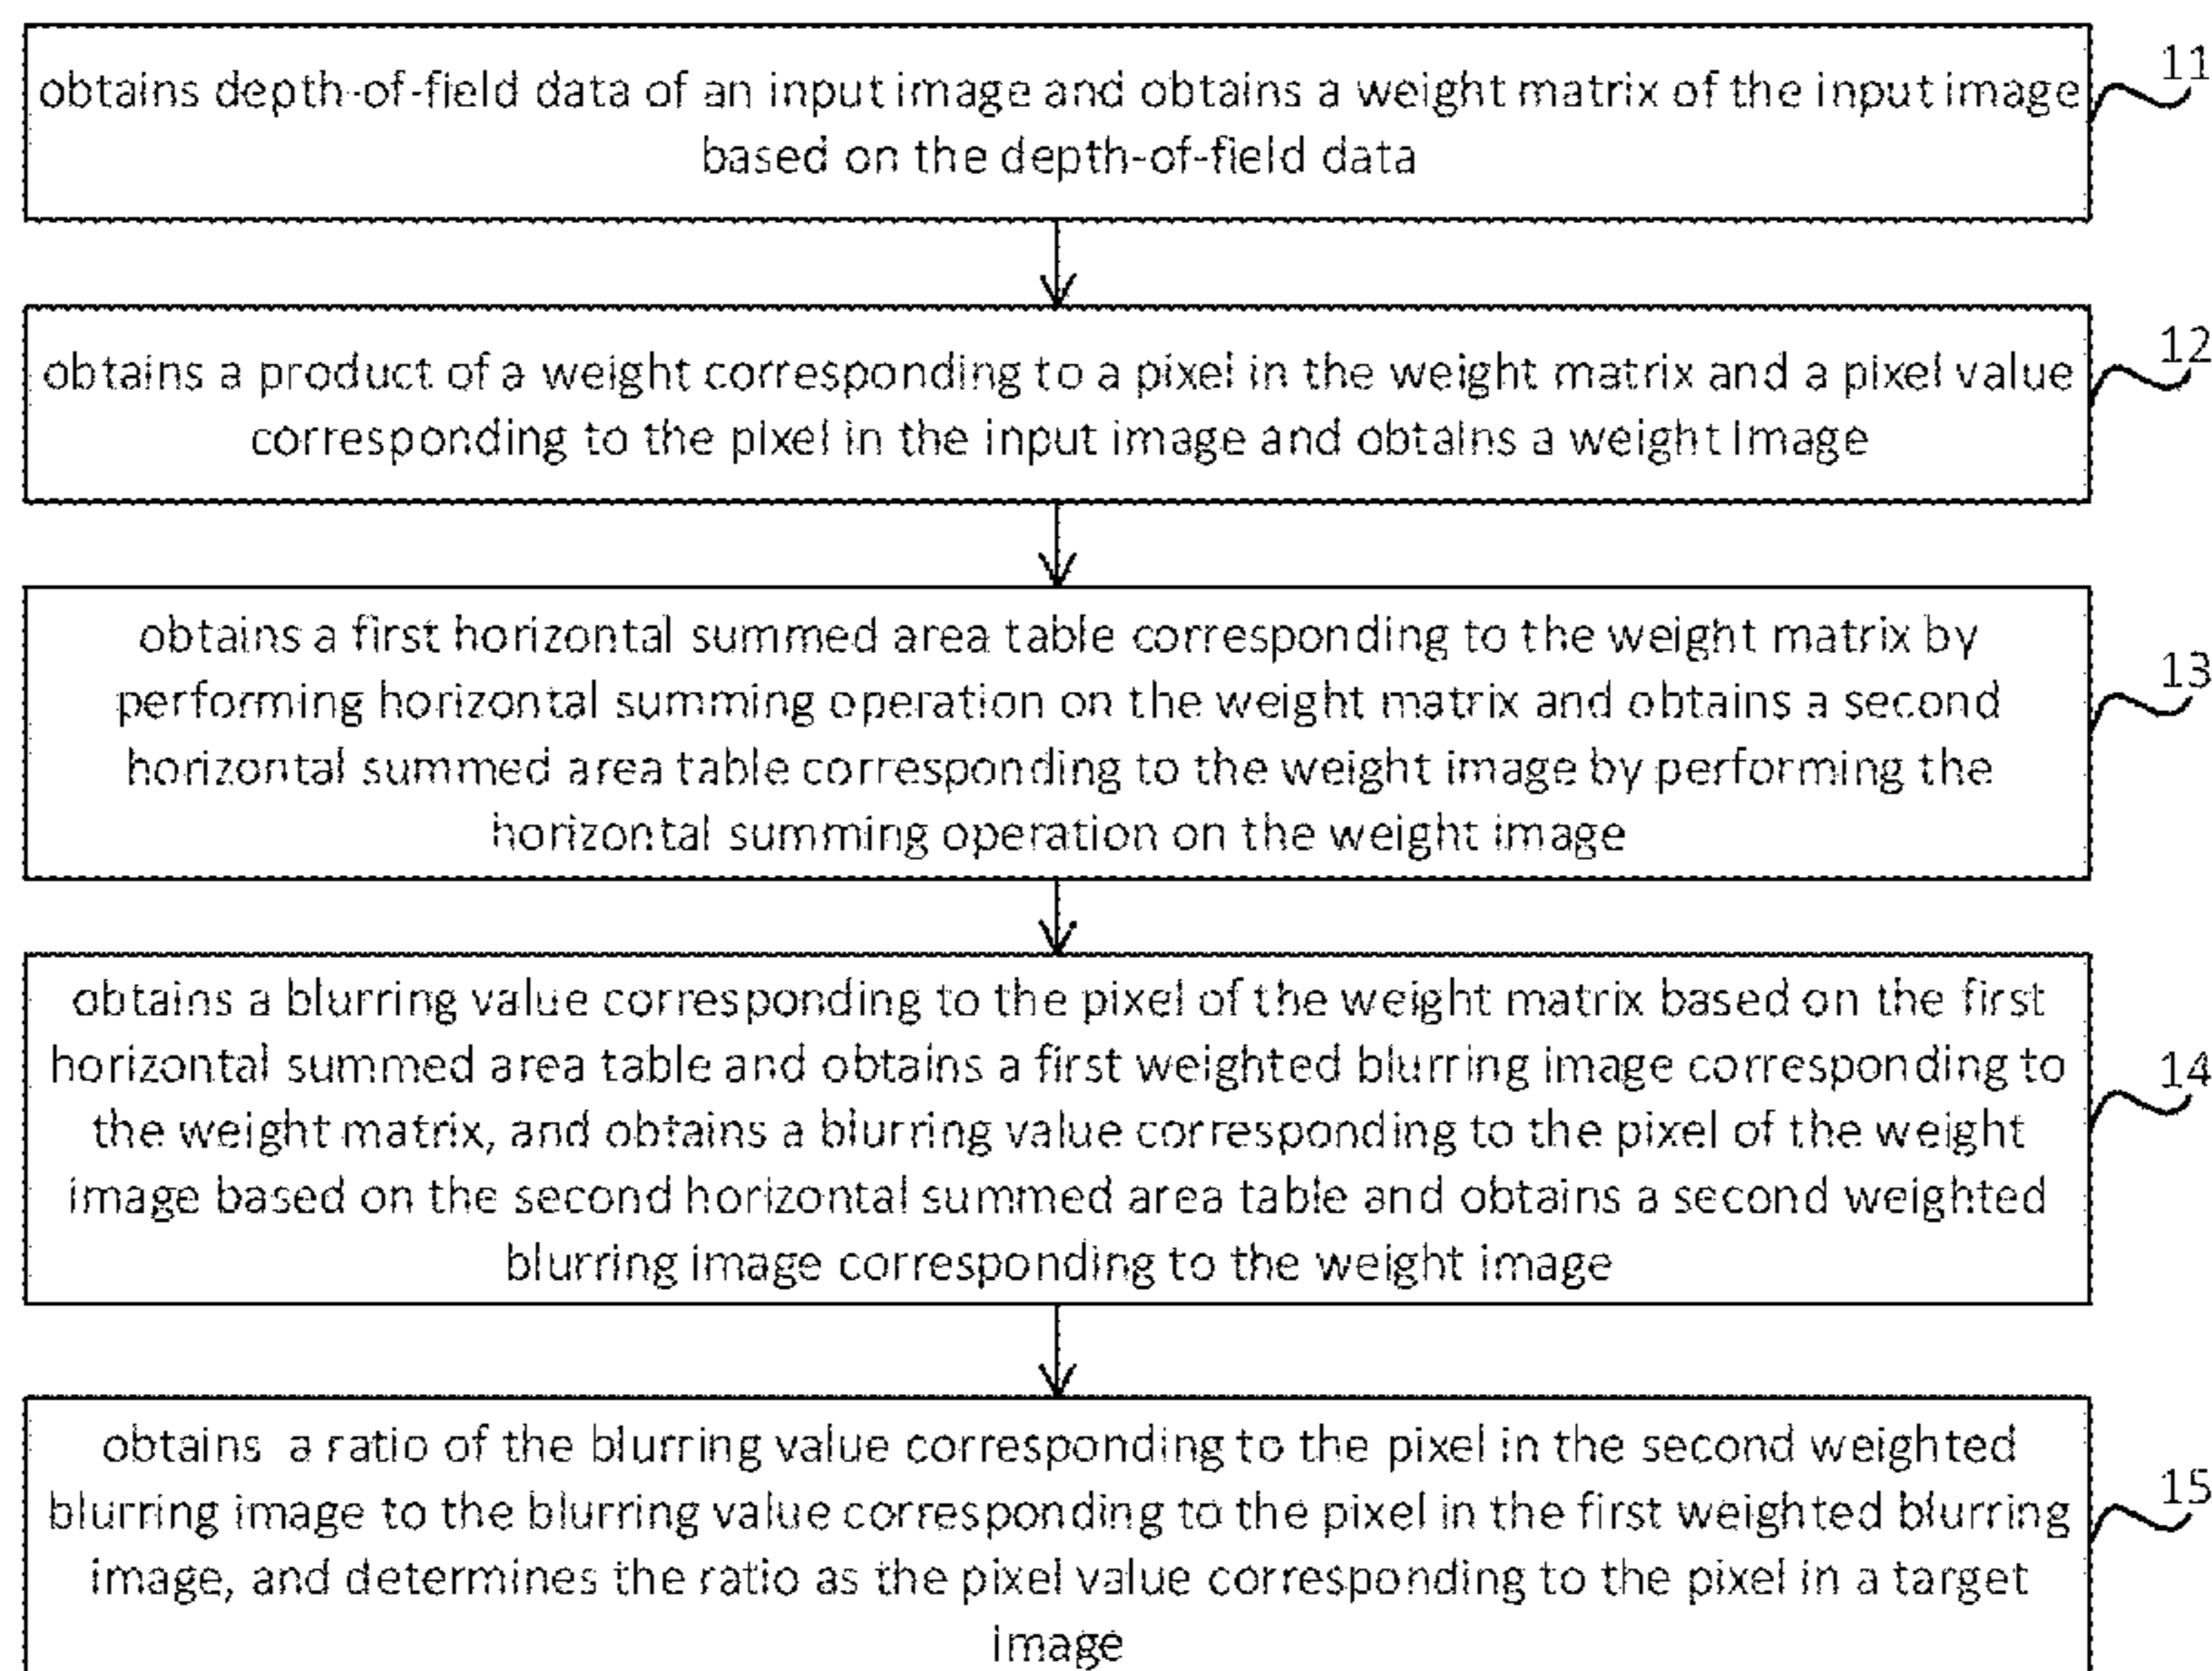 obtains depth-of-field data of an input image and obtains a weight matrix of the input image
based on the depth-of-field data
11
obtains a product of a weight corresponding to a pixel in the weight matrix and a pixel value
corresponding to the pixel in the input image and obtains a weight image
12
obtains a first horizontal summed area table corresponding to the weight matrix by
performing horizontal summing operation on the weight matrix and obtains a second
horizontal summed area table corresponding to the weight image by performing the
horizontal summing operation on the weight image
13
obtains a blurring value corresponding to the pixel of the weight matrix based on the first
horizontal summed area table and obtains a first weighted blurring image corresponding to
the weight matrix, and obtains a blurring value corresponding to the pixel of the weight
image based on the second horizontal summed area table and obtains a second weighted
blurring image corresponding to the weight image
14
obtains a ratio of the blurring value corresponding to the pixel in the second weighted
blurring image to the blurring value corresponding to the pixel in the first weighted blurring
image, and determines the ratio as the pixel value corresponding to the pixel in a target
image
15